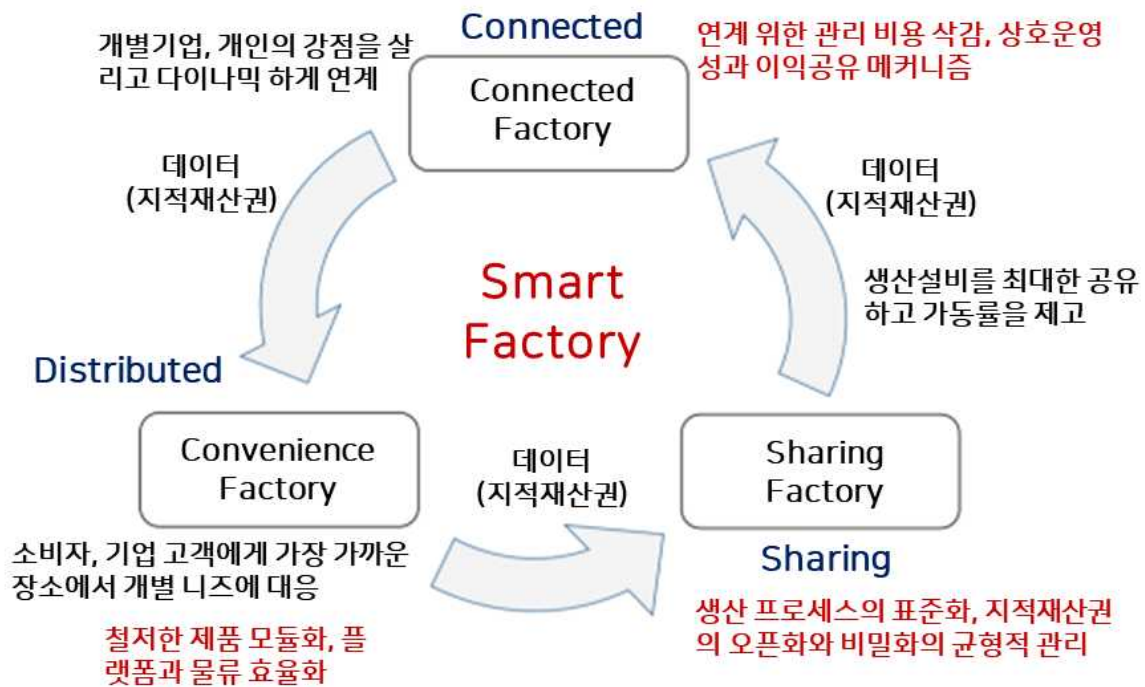 Connected
개별기업, 개인의 강점을 살
리고 다이나믹 하게 연계
연계 위한 관리 비용 삭감, 상호운영
성과 이익공유 메커니즘
Connected
Factory
데이터
(지적재산권)
데이터
(지적재산권)
Smart
Factory
생산설비를 최대한 공유
하고 가동률을 제고
Distributed
Convenience
Factory
데이터
(지적재산권)
Sharing
Factory
소비자, 기업 고객에게 가장 가까운
장소에서 개별 니즈에 대응
Sharing
철저한 제품 모듈화, 플
랫폼과 물류 효율화
생산 프로세스의 표준화, 지적재산권
의 오픈화와 비밀화의 균형적 관리